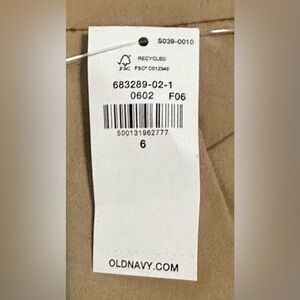 S039-0010
RECYCLED
FSC FSC® C012346
683289-02-1
0602 F06
500131962777
6
OLDNAVY.COM